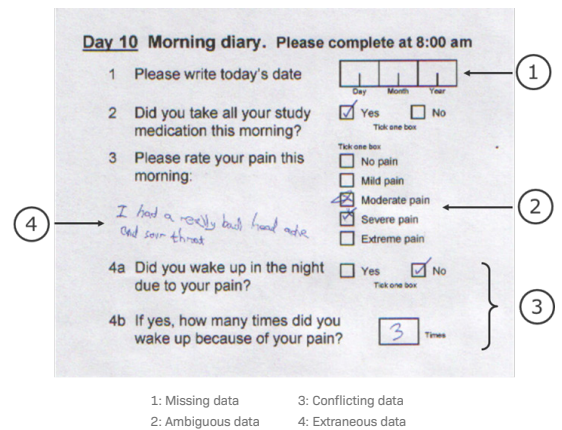 Day 10 Morning diary. Please complete at 8:00 am
1 Please write today's date
Day Month Year
1
2 Did you take all your study
medication this morning?
Yes No
Tick one box
3 Please rate your pain this
morning:
Tick one box
No pain
Mild pain
Moderate pain
Severe pain
Extreme pain
2
4
I had a really bad head ache
and sour throat
4a Did you wake up in the night
due to your pain?
Yes No
Tick one box
3
4b If yes, how many times did you
wake up because of your pain?
3 Times
1: Missing data 3: Conflicting data
2: Ambiguous data 4: Extraneous data